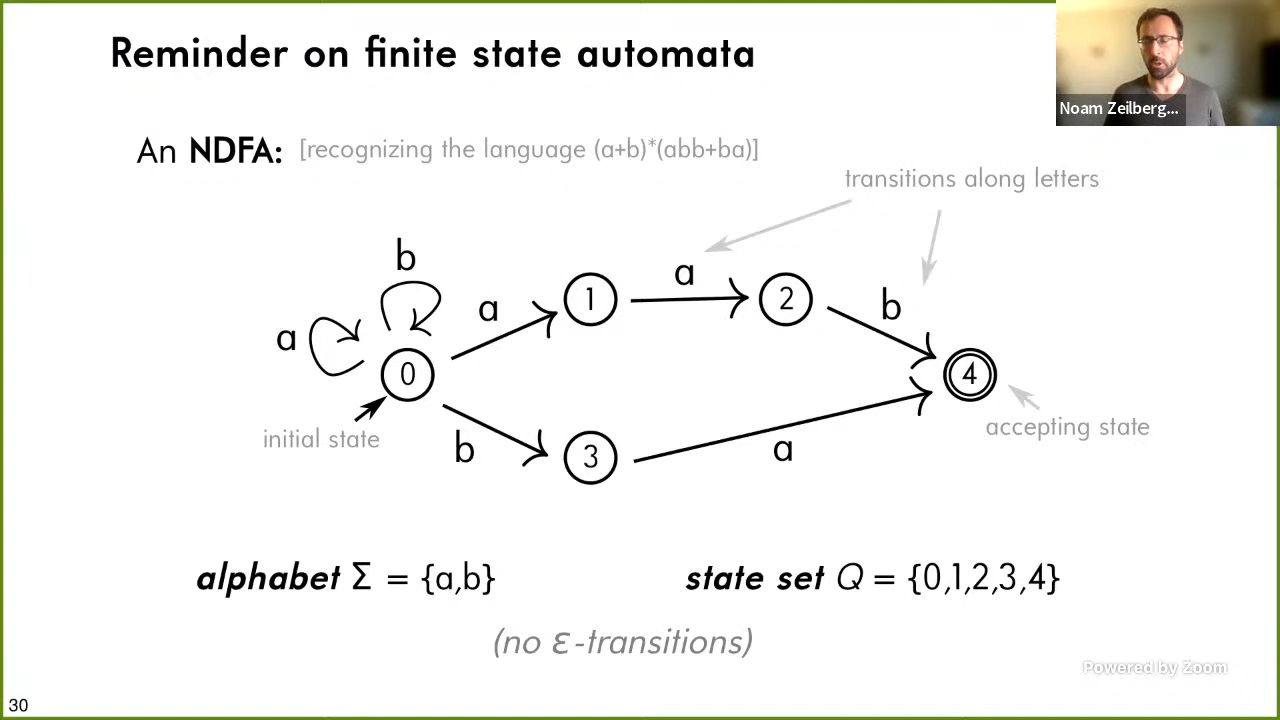 Reminder on finite state automata
Noam Zeilberg...
An NDFA: [recognizing the language (a+b)*(abb+ba)]
transitions along letters
b
a
a
a
b
1
2
0
4
initial state
accepting state
b
3
a
alphabet Σ = {a,b}
state set Q = {0,1,2,3,4}
(no ε-transitions)
Powered by Zoom
30